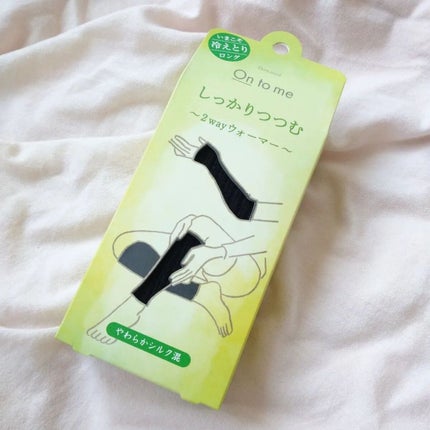 いまこそ
冷えとり
ロング
On to me
しっかりつつむ
～2wayウォーマー～
やわらかシルク混